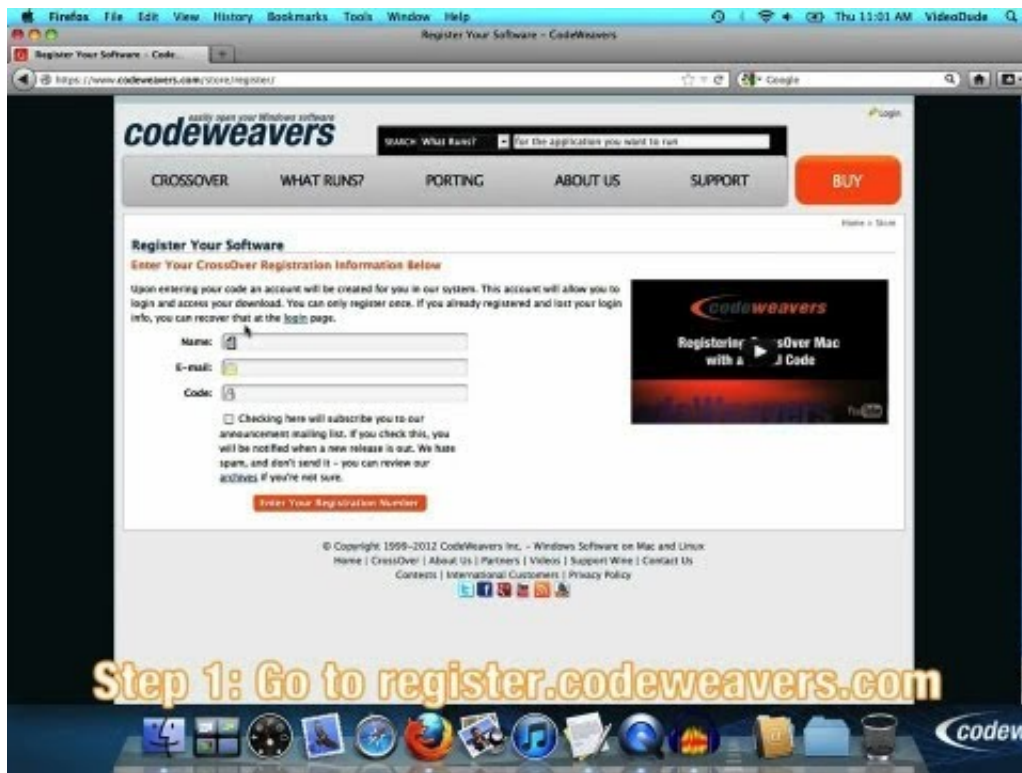 Firefox File Edit View History Bookmarks Tools Window Help Thu 11:01 AM VideoDude
Register Your Software – CodeWeavers
Register Your Software – Code...
https://www.codeweavers.com/store/register/ Google
easily open your Windows software
codeweavers
Login
SEARCH What Runs? for the application you want to run
CROSSOVER WHAT RUNS? PORTING ABOUT US SUPPORT BUY
Home > Store
Register Your Software
Enter Your CrossOver Registration Information Below
Upon entering your code an account will be created for you in our system. This account will allow you to
login and access your download. You can only register once. If you already registered and lost your login
info, you can recover that at the login page.
Name:
E-mail:
Code:
Checking here will subscribe you to our
announcement mailing list. If you check this, you
will be notified when a new release is out. We hate
spam, and don't send it – you can review our
archives if you're not sure.
Enter Your Registration Number
codeweavers
Registering sOver Mac
with a l Code
YouTube
© Copyright 1999–2012 CodeWeavers Inc. – Windows Software on Mac and Linux
Home | CrossOver | About Us | Partners | Videos | Support Wine | Contact Us
Contests | International Customers | Privacy Policy
Step 1: Go to register.codeweavers.com
codew